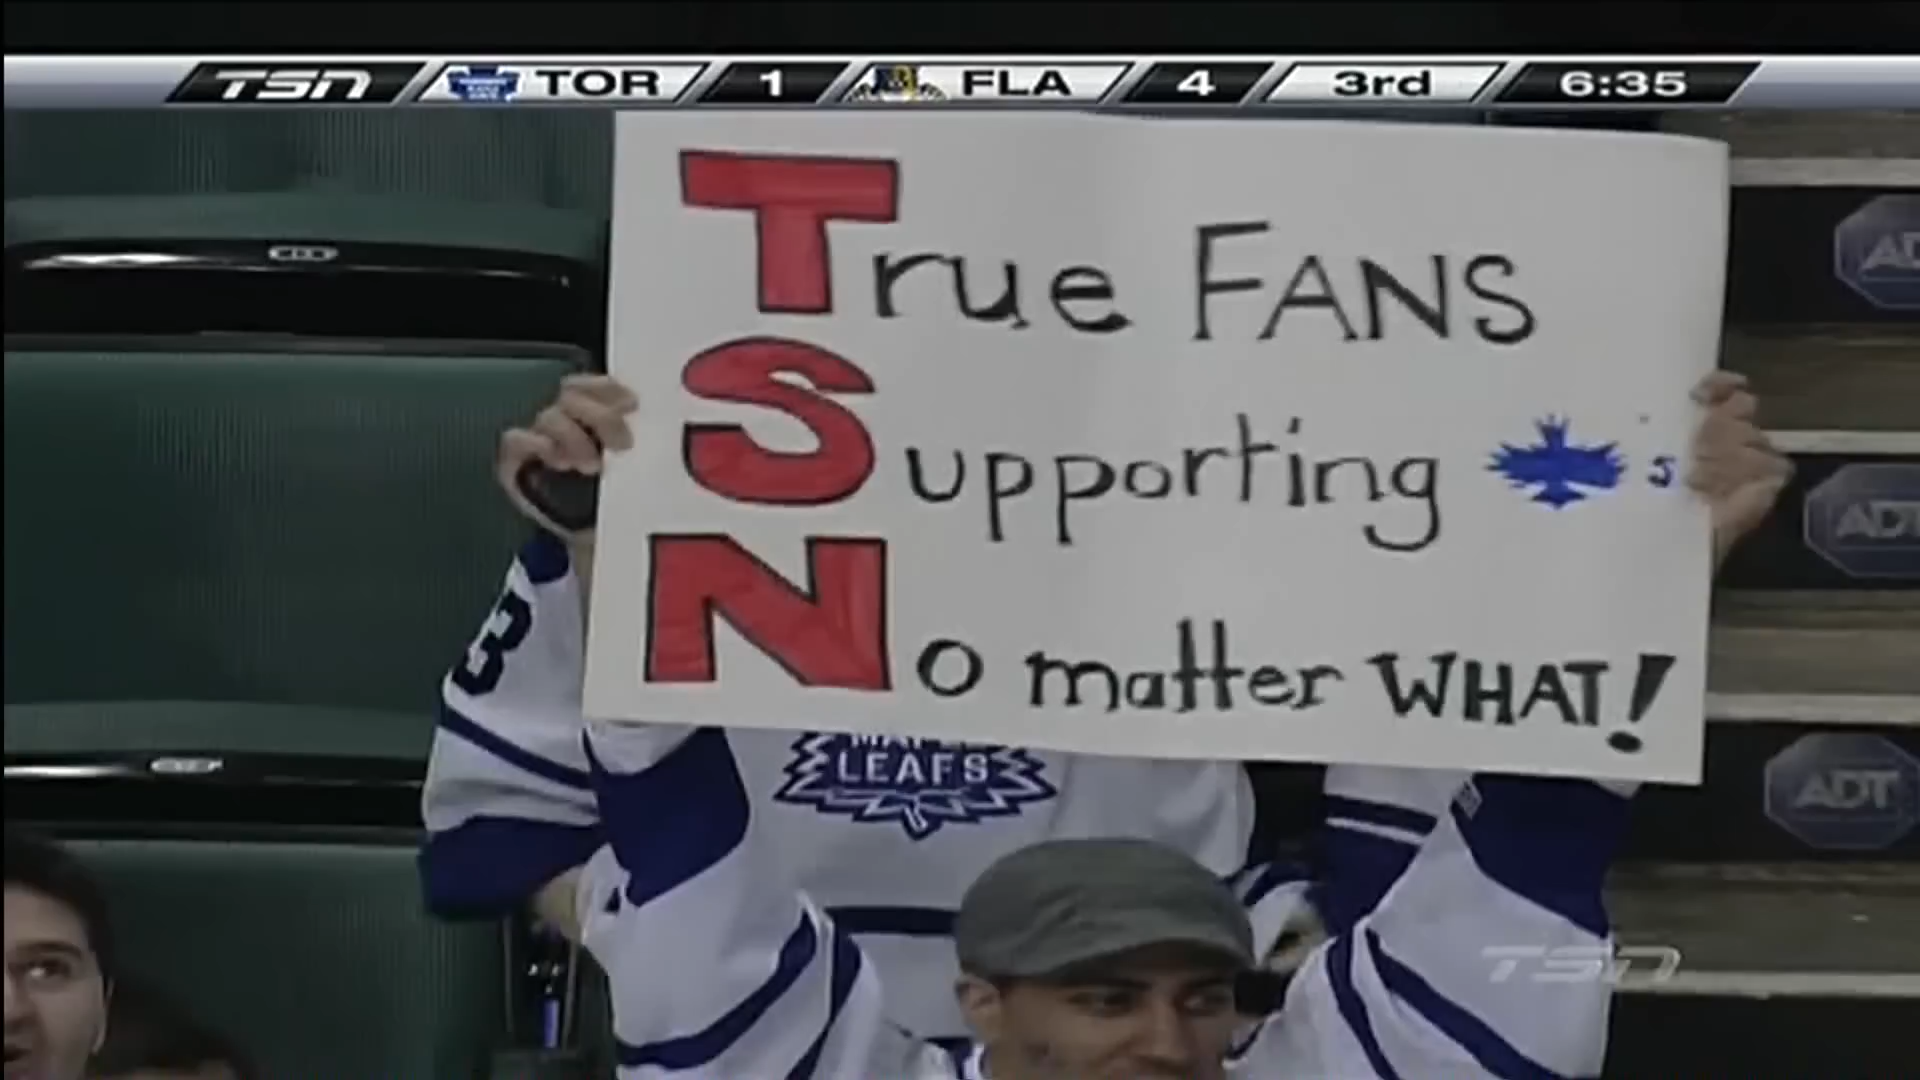 TSN TOR 1 FLA 4 3rd 6:35
True FANS
Supporting 's
No matter WHAT!
3
LEAFS
ADT
ADT
ADT
TSN